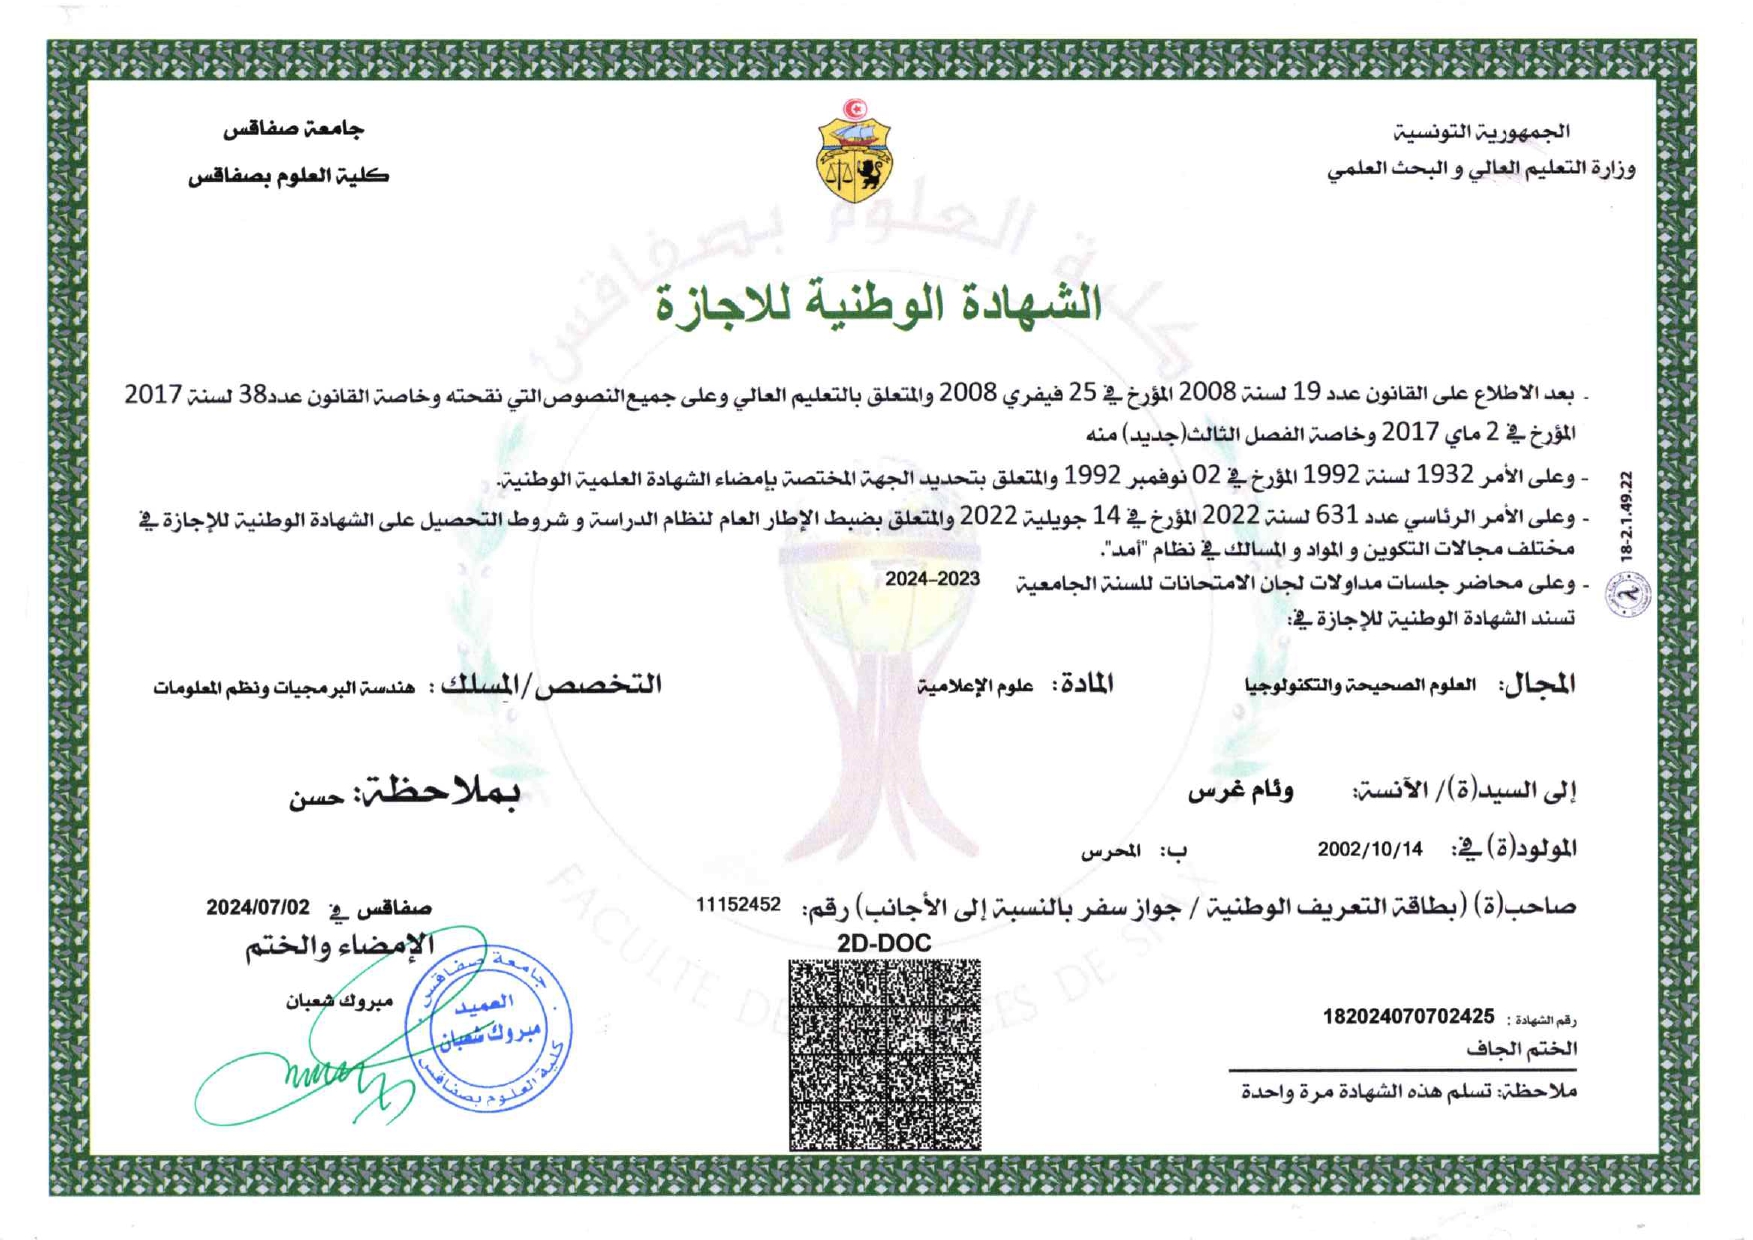 الجمهورية التونسية
وزارة التعليم العالي و البحث العلمي
جامعة صفاقس
كلية العلوم بصفاقس
كلية العلوم بصفاقس
الشهادة الوطنية للاجازة
- بعد الاطلاع على القانون عدد 19 لسنة 2008 المؤرخ في 25 فيفري 2008 والمتعلق بالتعليم العالي وعلى جميع النصوص التي نقحته وخاصة القانون عدد38 لسنة 2017
المؤرخ في 2 ماي 2017 وخاصة الفصل الثالث(جديد) منه
- وعلى الأمر 1932 لسنة 1992 المؤرخ في 02 نوفمبر 1992 والمتعلق بتحديد الجهة المختصة بإمضاء الشهادة العلمية الوطنية.
- وعلى الأمر الرئاسي عدد 631 لسنة 2022 المؤرخ في 14 جويلية 2022 والمتعلق بضبط الإطار العام لنظام الدراسة و شروط التحصيل على الشهادة الوطنية للإجازة في
مختلف مجالات التكوين و المواد و المسالك في نظام "أمد".
- وعلى محاضر جلسات مداولات لجان الامتحانات للسنة الجامعية 2023-2024
تسند الشهادة الوطنية للإجازة في:
18-2.1.49.22
المجال: العلوم الصحيحة والتكنولوجيا المادة: علوم الإعلامية التخصص/المسلك : هندسة البرمجيات ونظم المعلومات
إلى السيد(ة)/ الآنسة: وئام غرس بملاحظة: حسن
المولود(ة) في: 2002/10/14 ب: المحرس
صاحب(ة) (بطاقة التعريف الوطنية / جواز سفر بالنسبة إلى الأجانب) رقم: 11152452
صفاقس في 2024/07/02
الإمضاء والختم
مبروك شعبان
جامعة صفاقس
العميد
مبروك شعبان
كلية العلوم بصفاقس
2D-DOC
رقم الشهادة : 182024070702425
الختم الجاف
ملاحظة: تسلم هذه الشهادة مرة واحدة
FACULTE DE SCIENCES DE SFAX